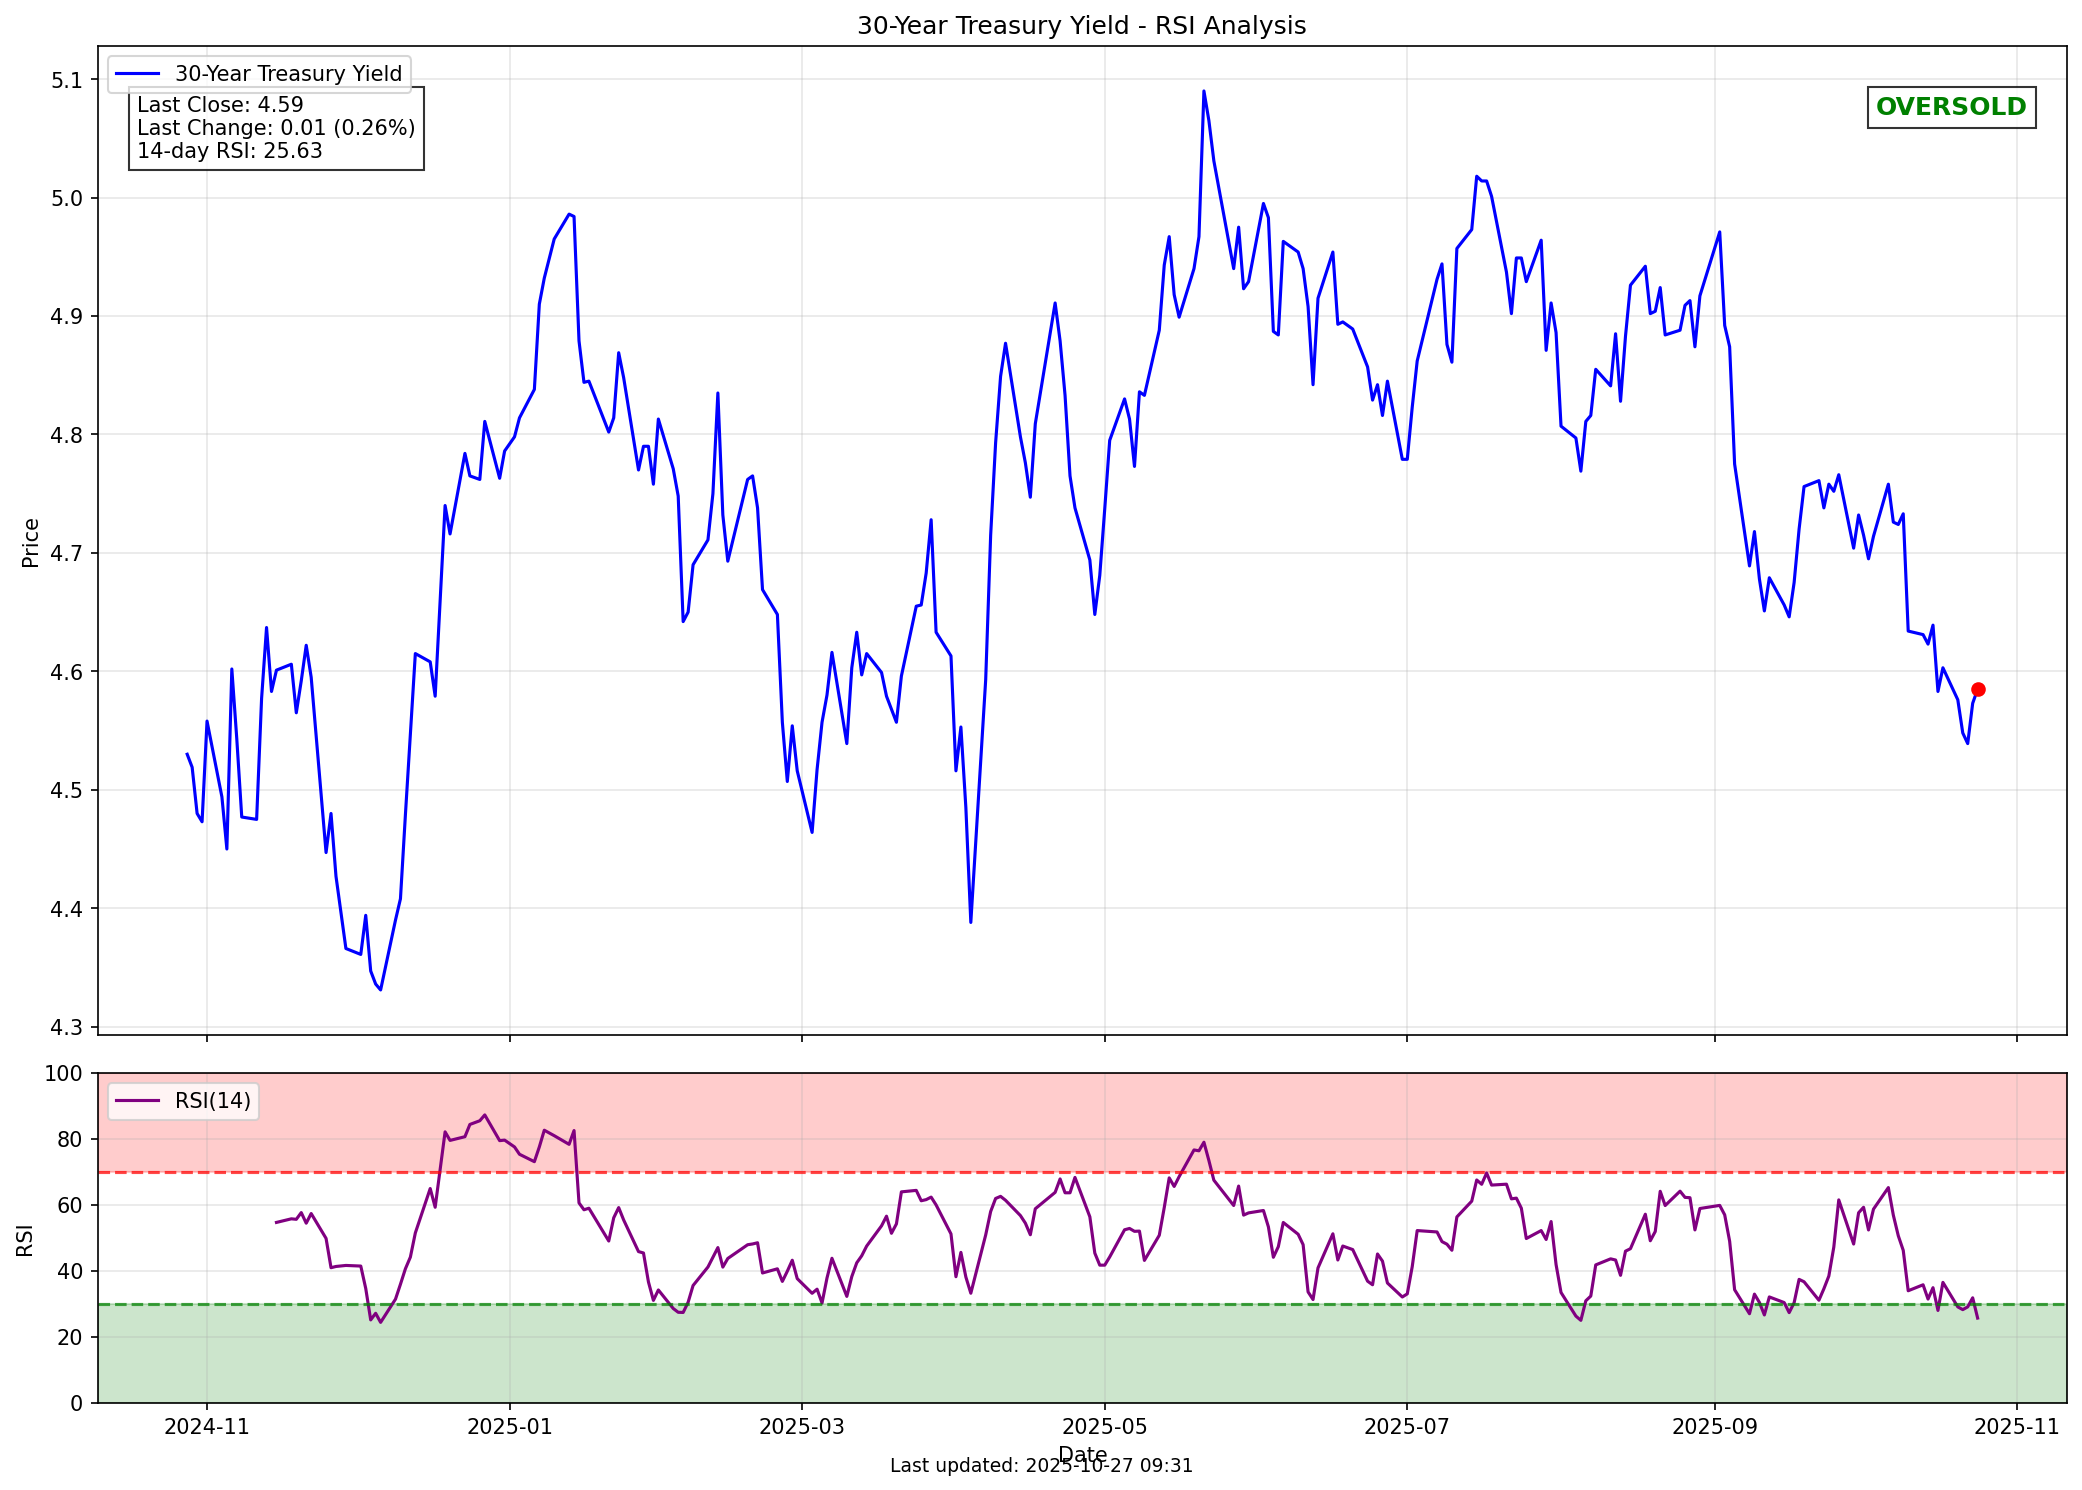 30-Year Treasury Yield - RSI Analysis
30-Year Treasury Yield
Last Close: 4.59
Last Change: 0.01 (0.26%)
14-day RSI: 25.63
OVERSOLD
5.1
5.0
4.9
4.8
4.7
4.6
4.5
4.4
4.3
Price
RSI(14)
100
80
60
40
20
0
RSI
2024-11 2025-01 2025-03 2025-05 2025-07 2025-09 2025-11
Date
Last updated: 2025-10-27 09:31